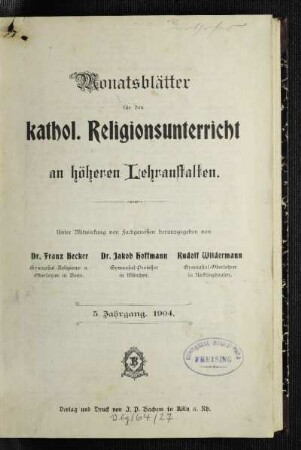 Monatsblätter
für den
kathol. Religionsunterricht
an höheren Lehranstalten.
Unter Mitwirkung von Fachgenossen herausgegeben von
Dr. Franz Becker
Gymnasial-Religions- u.
Oberlehrer in Bonn.
Dr. Jakob Hoffmann
Gymnasial-Professor
in München.
Rudolf Wildermann
Gymnasial-Oberlehrer
in Recklinghausen.
5. Jahrgang. 1904.
FREISING
Verlag und Druck von J. P. Bachem in Köln a. Rh.